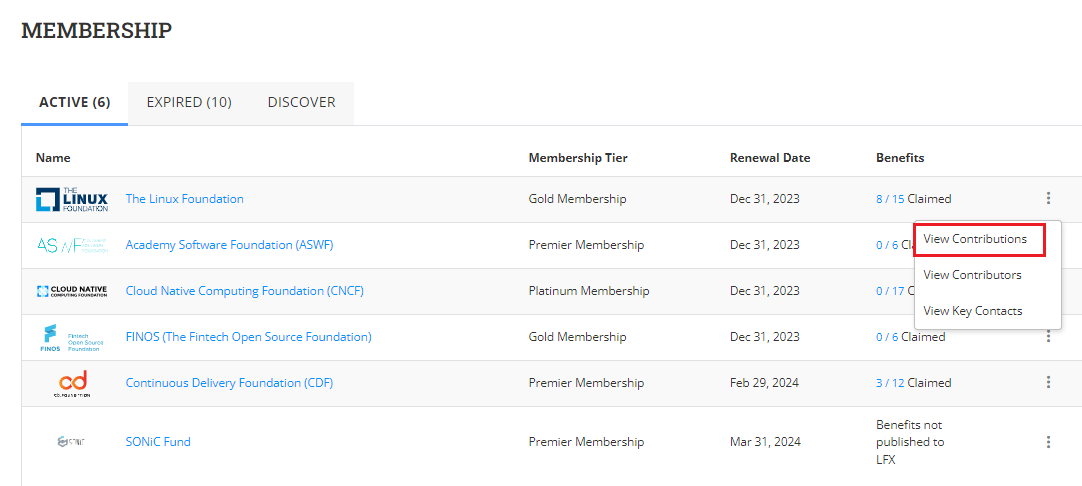 MEMBERSHIP
ACTIVE (6) EXPIRED (10) DISCOVER
Name Membership Tier Renewal Date Benefits
THE
LINUX
FOUNDATION
The Linux Foundation Gold Membership Dec 31, 2023 8 / 15 Claimed
ASWF
Academy Software Foundation (ASWF) Premier Membership Dec 31, 2023 0 / 6 Cla
View Contributions
View Contributors
View Key Contacts
CLOUD NATIVE
COMPUTING FOUNDATION
Cloud Native Computing Foundation (CNCF) Platinum Membership Dec 31, 2023 0 / 17 C
FINOS
Fintech
Open Source
Foundation
FINOS (The Fintech Open Source Foundation) Gold Membership Dec 31, 2023 0 / 6 Claimed
cd
CD.FOUNDATION
Continuous Delivery Foundation (CDF) Premier Membership Feb 29, 2024 3 / 12 Claimed
SONiC
SONiC Fund Premier Membership Mar 31, 2024
Benefits not
published to
LFX